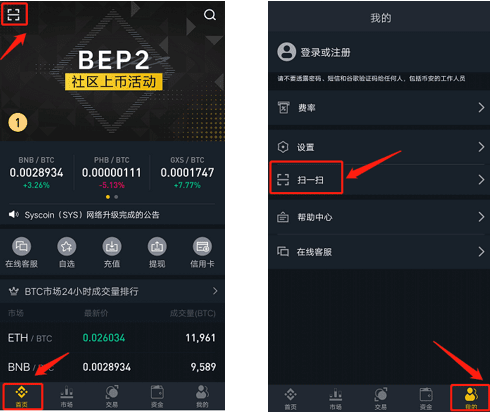 BEP2
社区上币活动
1
BNB / BTC
PHB / BTC
GXS / BTC
0.0028934
0.00000111
0.0001747
+3.26%
-5.13%
+7.77%
Syscoin（SYS）网络升级完成的公告
在线客服
自选
充值
提现
信用卡
BTC市场24小时成交量排行
市场
最新价
成交量(BTC)
ETH / BTC
0.026034
11,961
BNB / BTC
0.0028934
9,589
首页
市场
交易
资金
我的
我的
登录或注册
请不要透露密码、短信和谷歌验证码给任何人，包括币安的工作人员
费率
设置
扫一扫
帮助中心
在线客服
首页
市场
交易
资金
我的